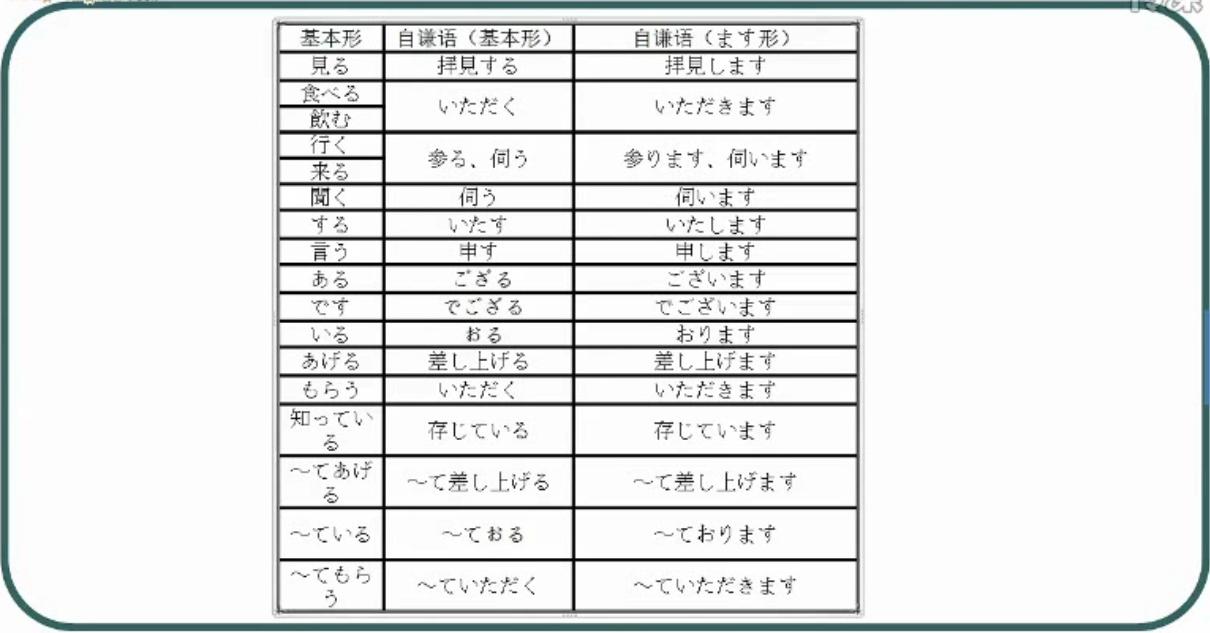 基本形 自谦语（基本形） 自谦语（ます形）
見る 拝見する 拝見します
食べる
いただく いただきます
飲む
行く
参る、伺う 参ります、伺います
来る
聞く 伺う 伺います
する いたす いたします
言う 申す 申します
ある ござる ございます
です でござる でございます
いる おる おります
あげる 差し上げる 差し上げます
もらう いただく いただきます
知ってい
る
存じている 存じています
～てあげ
る
～て差し上げる ～て差し上げます
～ている ～ておる ～ております
～てもら
う
～ていただく ～ていただきます